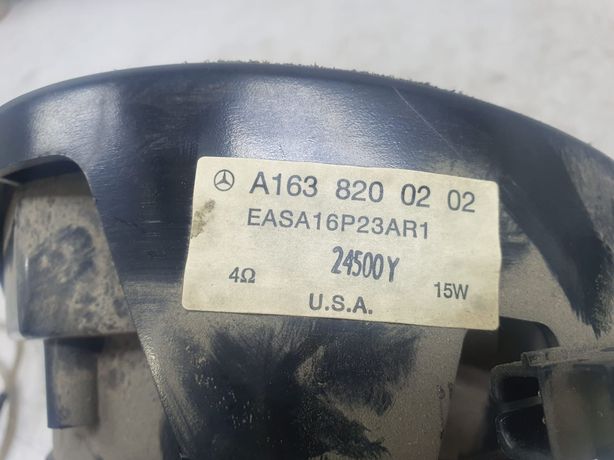 A163 820 02 02
EASA16P23AR1
24500Y
4Ω 15W
U.S.A.